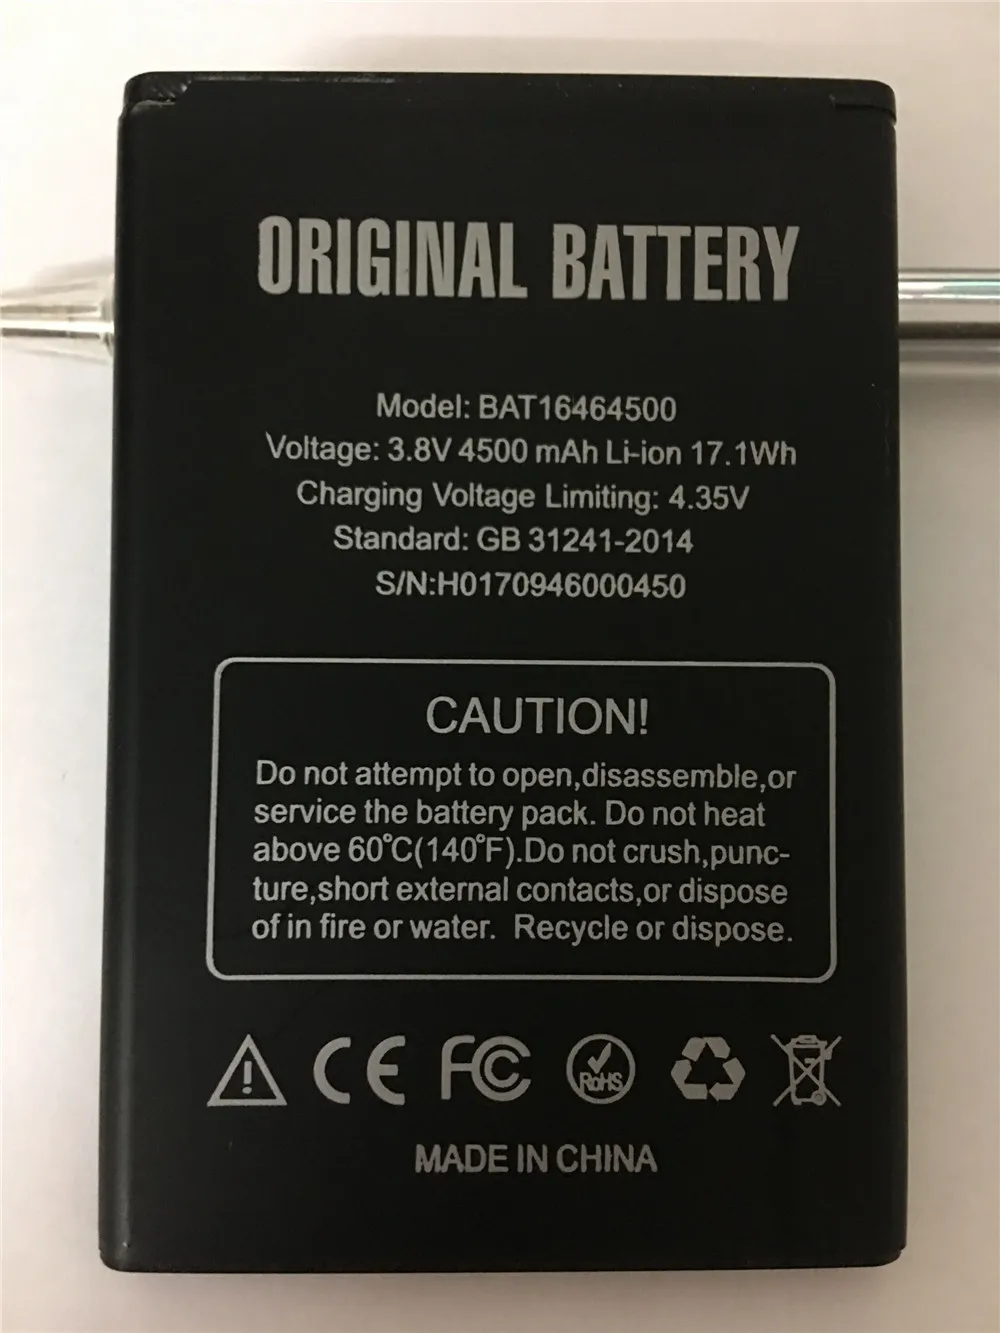 ORIGINAL BATTERY
Model: BAT16464500
Voltage: 3.8V 4500 mAh Li-ion 17.1Wh
Charging Voltage Limiting: 4.35V
Standard: GB 31241-2014
S/N:H0170946000450
CAUTION!
Do not attempt to open,disassemble,or
service the battery pack. Do not heat
above 60°C(140°F).Do not crush,punc-
ture,short external contacts,or dispose
of in fire or water. Recycle or dispose.
! CE FC RoHS
MADE IN CHINA